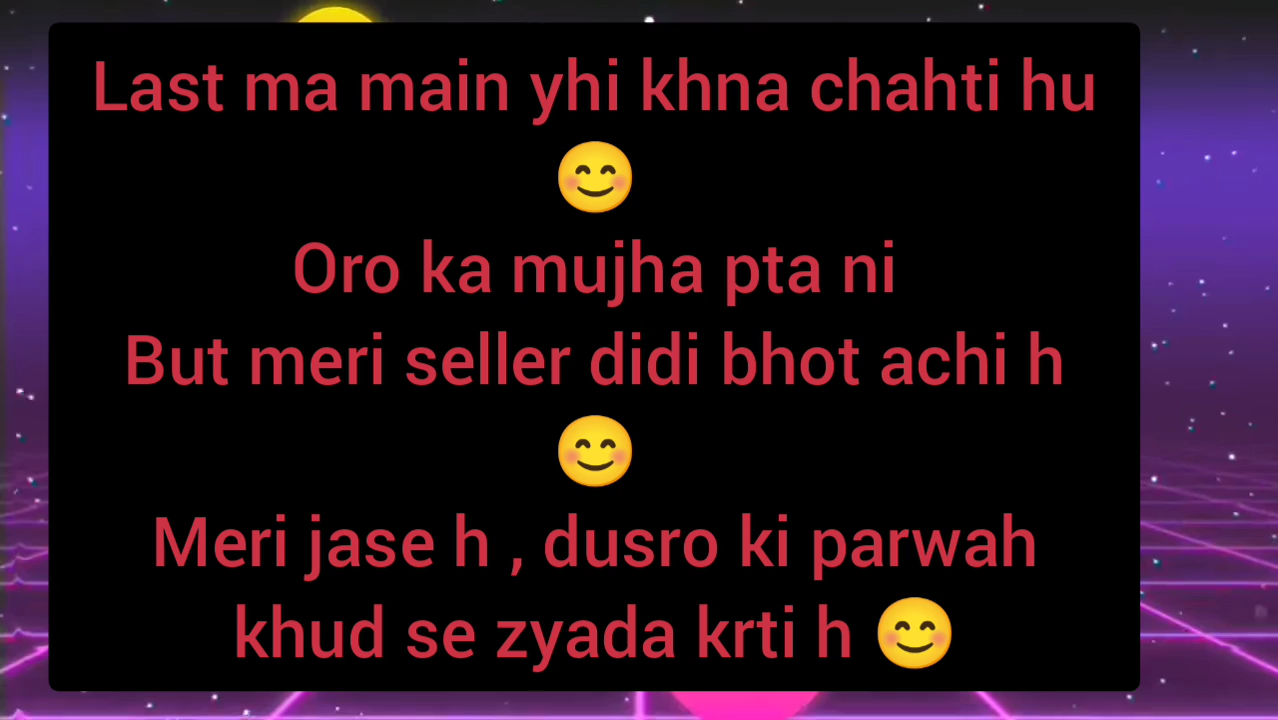 Last ma main yhi khna chahti hu
😊
Oro ka mujha pta ni
But meri seller didi bhot achi h
😊
Meri jase h , dusro ki parwah
khud se zyada krti h 😊